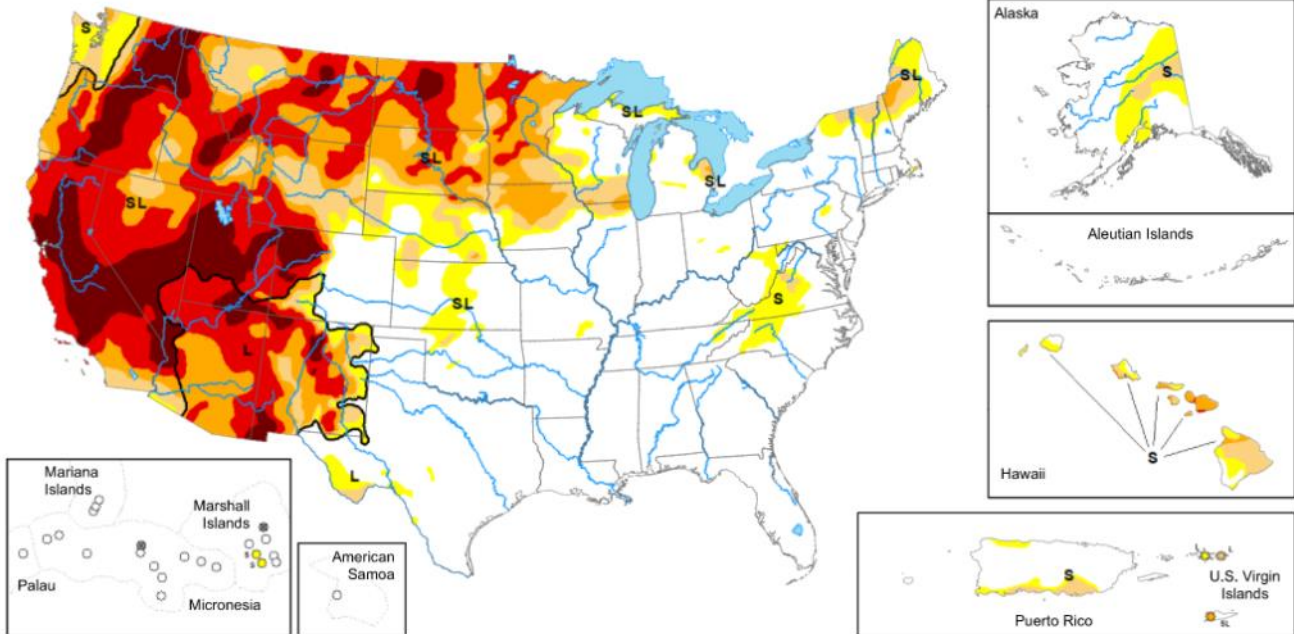 S
SL
SL
SL
SL
SL
SL
S
L
L
Alaska
S
Aleutian Islands
Hawaii
S
Mariana
Islands
Marshall
Islands
S
S
Palau
Micronesia
American
Samoa
S
Puerto Rico
L
L
U.S. Virgin
Islands
SL